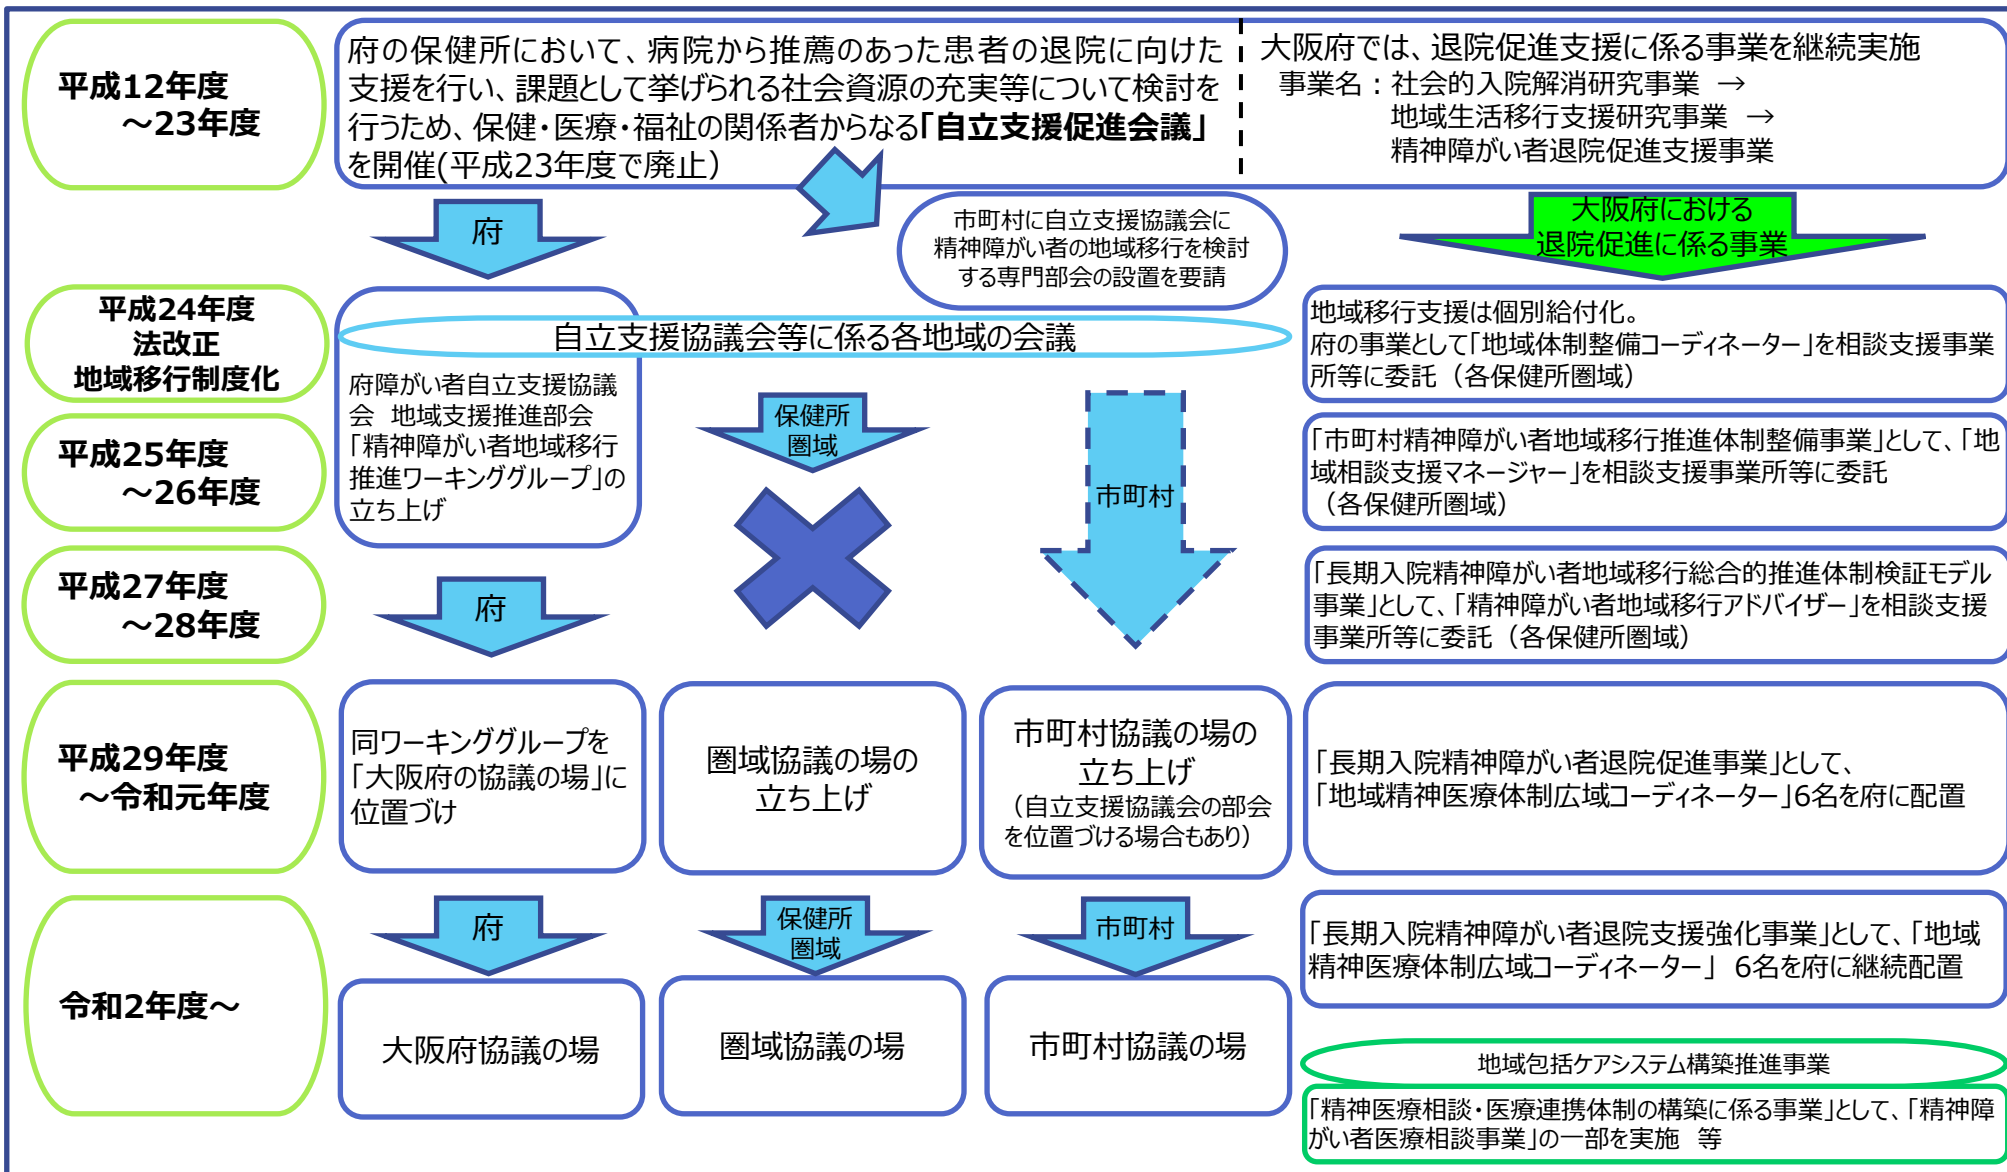 平成12年度
～23年度
府の保健所において、病院から推薦のあった患者の退院に向けた
支援を行い、課題として挙げられる社会資源の充実等について検討を
行うため、保健・医療・福祉の関係者からなる「自立支援促進会議」
を開催(平成23年度で廃止）
大阪府では、退院促進支援に係る事業を継続実施
事業名：社会的入院解消研究事業　→
地域生活移行支援研究事業　→
精神障がい者退院促進支援事業
府
市町村に自立支援協議会に
精神障がい者の地域移行を検討
する専門部会の設置を要請
大阪府における
退院促進に係る事業
平成24年度
法改正
地域移行制度化
自立支援協議会等に係る各地域の会議
府障がい者自立支援協議
会　地域支援推進部会
「精神障がい者地域移行
推進ワーキンググループ」の
立ち上げ
保健所
圏域
市町村
地域移行支援は個別給付化。
府の事業として「地域体制整備コーディネーター」を相談支援事業
所等に委託（各保健所圏域）
平成25年度
～26年度
「市町村精神障がい者地域移行推進体制整備事業」として、「地
域相談支援マネージャー」を相談支援事業所等に委託
（各保健所圏域）
平成27年度
～28年度
府
「長期入院精神障がい者地域移行総合的推進体制検証モデル
事業」として、「精神障がい者地域移行アドバイザー」を相談支援
事業所等に委託（各保健所圏域）
平成29年度
～令和元年度
同ワーキンググループを
「大阪府の協議の場」に
位置づけ
圏域協議の場の
立ち上げ
市町村協議の場の
立ち上げ
（自立支援協議会の部会
を位置づける場合もあり）
「長期入院精神障がい者退院促進事業」として、
「地域精神医療体制広域コーディネーター」6名を府に配置
令和2年度～
府
保健所
圏域
市町村
「長期入院精神障がい者退院支援強化事業」として、「地域
精神医療体制広域コーディネーター」　6名を府に継続配置
大阪府協議の場
圏域協議の場
市町村協議の場
地域包括ケアシステム構築推進事業
「精神医療相談・医療連携体制の構築に係る事業」として、「精神障
がい者医療相談事業」の一部を実施　等